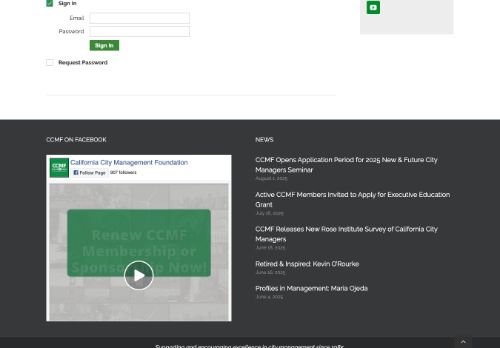 Sign In
Email
Password
Sign In
Request Password
CCMF ON FACEBOOK
CCMF
California City Management Foundation
Follow Page
807 followers
Renew CCMF
Membership or
Sponsorship Now!
NEWS
CCMF Opens Application Period for 2025 New & Future City
Managers Seminar
August 1, 2025
Active CCMF Members Invited to Apply for Executive Education
Grant
July 18, 2025
CCMF Releases New Rose Institute Survey of California City
Managers
June 18, 2025
Retired & Inspired: Kevin O'Rourke
June 16, 2025
Profiles in Management: Maria Ojeda
June 4, 2025
Supporting and encouraging excellence in city management since